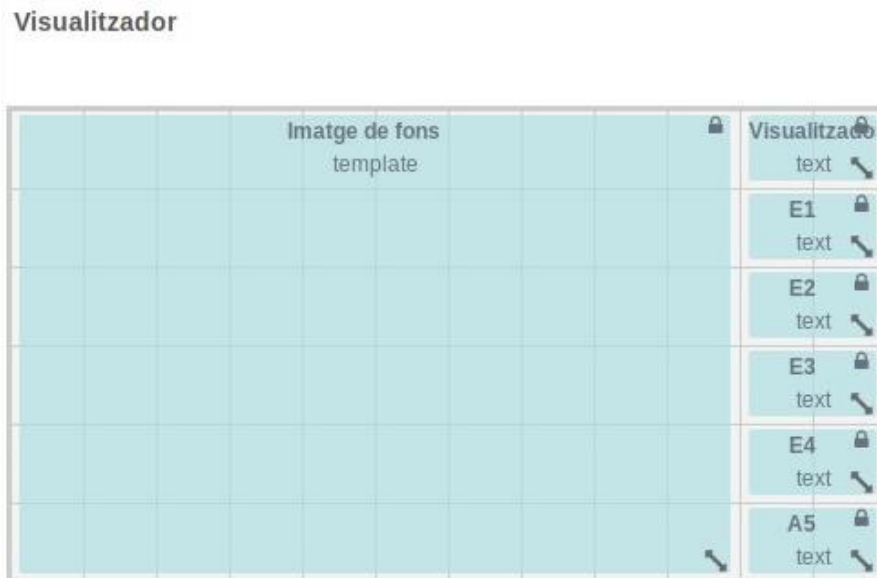 Visualitzador
Imatge de fons
template
Visualitzado
text
E1
text
E2
text
E3
text
E4
text
A5
text